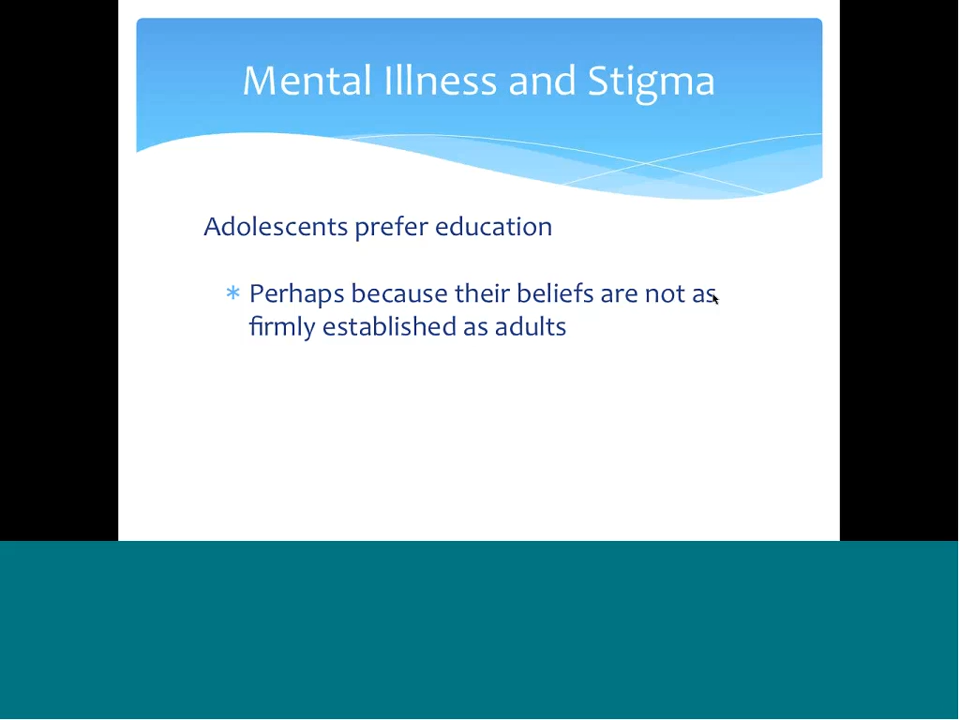 Mental Illness and Stigma
Adolescents prefer education
* Perhaps because their beliefs are not as
firmly established as adults